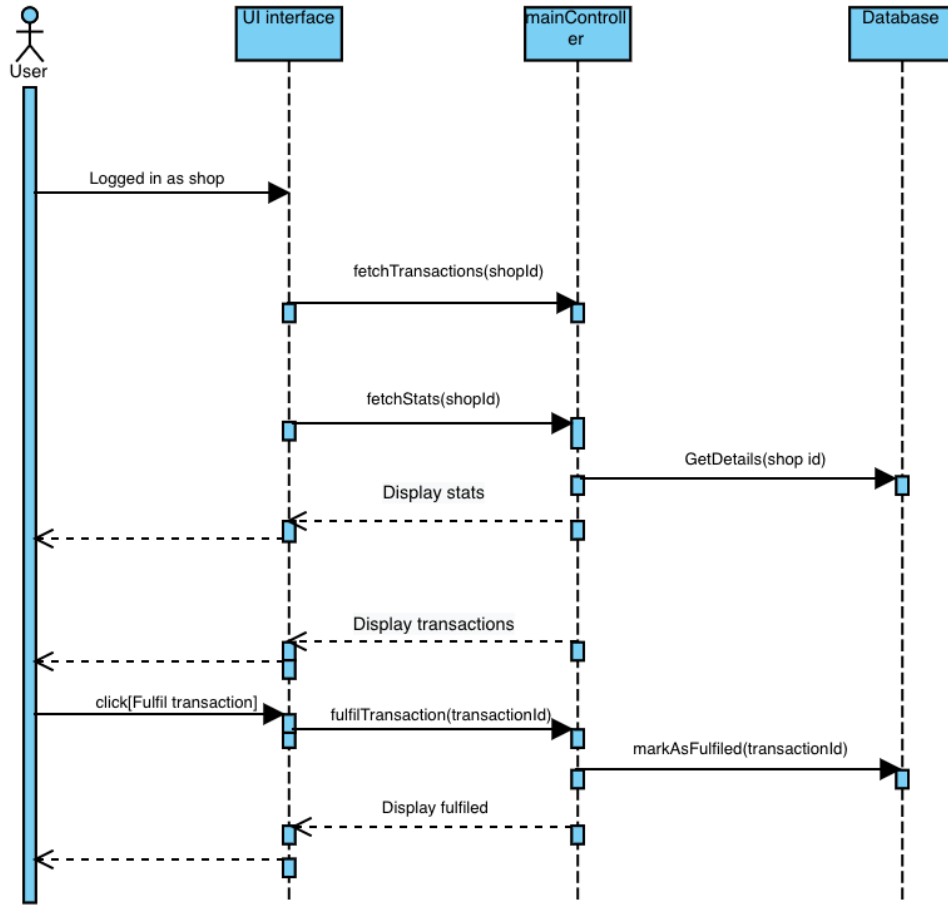 UI interface
mainControll
er
Database
User
Logged in as shop
fetchTransactions(shopId)
fetchStats(shopId)
GetDetails(shop id)
Display stats
Display transactions
click[Fulfil transaction]
fulfilTransaction(transactionId)
markAsFulfiled(transactionId)
Display fulfiled